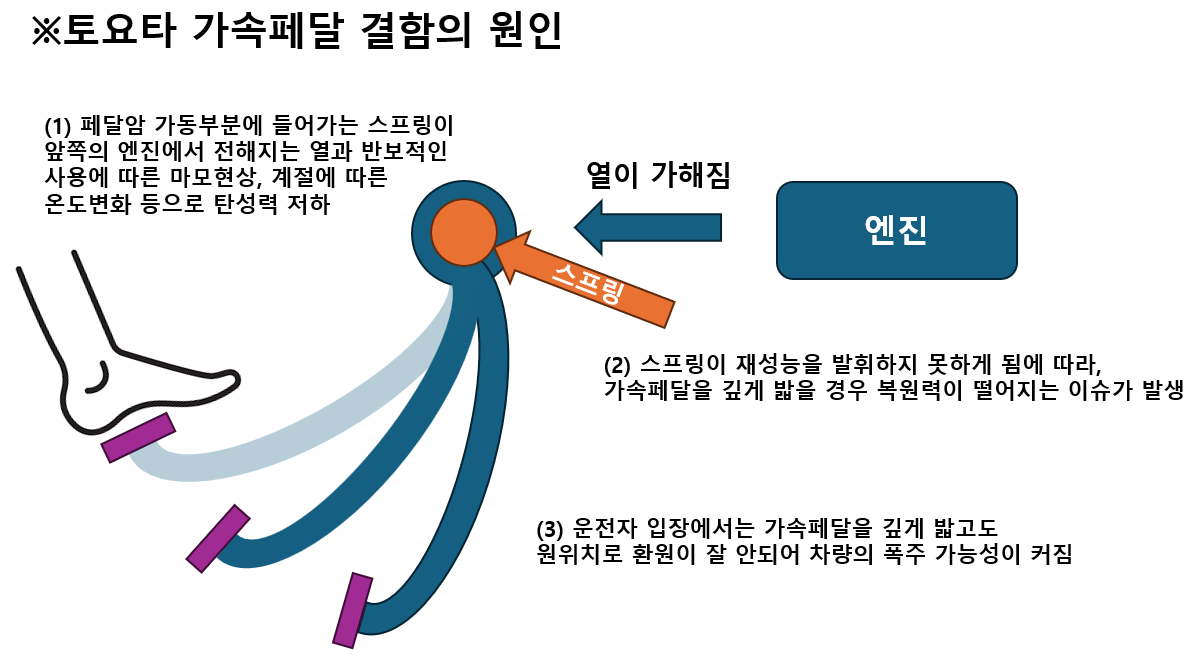 ※토요타 가속페달 결함의 원인
(1) 페달암 가동부분에 들어가는 스프링이
앞쪽의 엔진에서 전해지는 열과 반보적인
사용에 따른 마모현상, 계절에 따른
온도변화 등으로 탄성력 저하
열이 가해짐
엔진
스프링
(2) 스프링이 재성능을 발휘하지 못하게 됨에 따라,
가속페달을 깊게 밟을 경우 복원력이 떨어지는 이슈가 발생
(3) 운전자 입장에서는 가속페달을 깊게 밟고도
원위치로 환원이 잘 안되어 차량의 폭주 가능성이 커짐